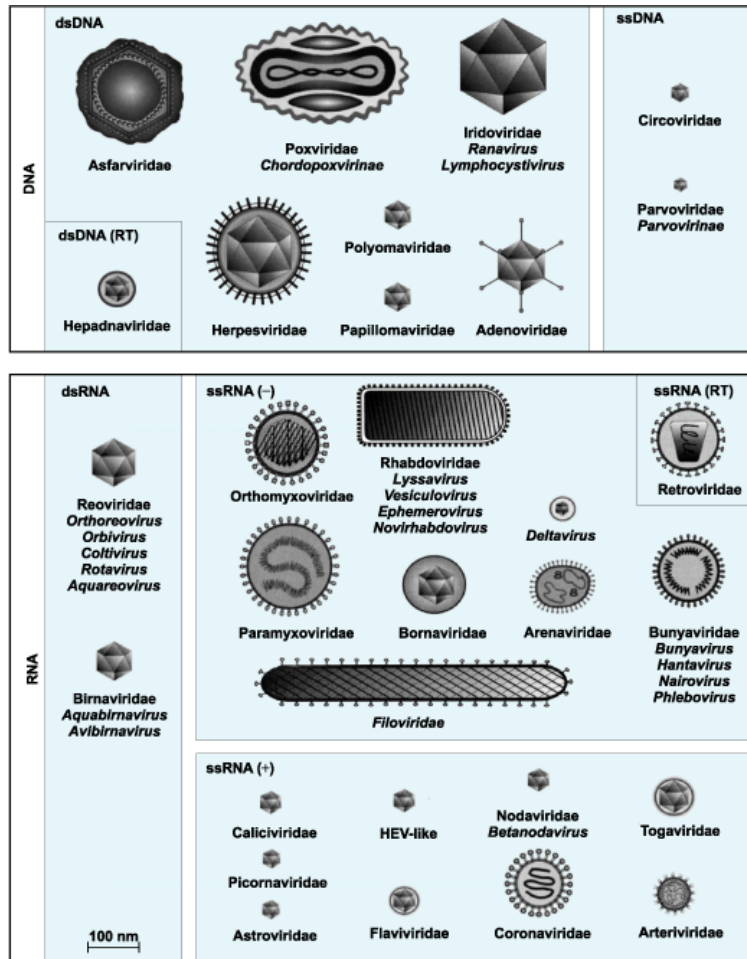 DNA
dsDNA
Asfarviridae
Poxviridae
Chordopoxvirinae
Iridoviridae
Ranavirus
Lymphocystivirus
dsDNA (RT)
Hepadnaviridae
Herpesviridae
Polyomaviridae
Papillomaviridae
Adenoviridae
ssDNA
Circoviridae
Parvoviridae
Parvovirinae
RNA
dsRNA
Reoviridae
Orthoreovirus
Orbivirus
Coltivirus
Rotavirus
Aquareovirus
Birnaviridae
Aquabirnavirus
Avibirnavirus
100 nm
ssRNA (–)
Orthomyxoviridae
Rhabdoviridae
Lyssavirus
Vesiculovirus
Ephemerovirus
Novirhabdovirus
Deltavirus
Paramyxoviridae
Bornaviridae
Arenaviridae
Bunyaviridae
Bunyavirus
Hantavirus
Nairovirus
Phlebovirus
Filoviridae
ssRNA (RT)
Retroviridae
ssRNA (+)
Caliciviridae
HEV-like
Nodaviridae
Betanodavirus
Togaviridae
Picornaviridae
Astroviridae
Flaviviridae
Coronaviridae
Arteriviridae